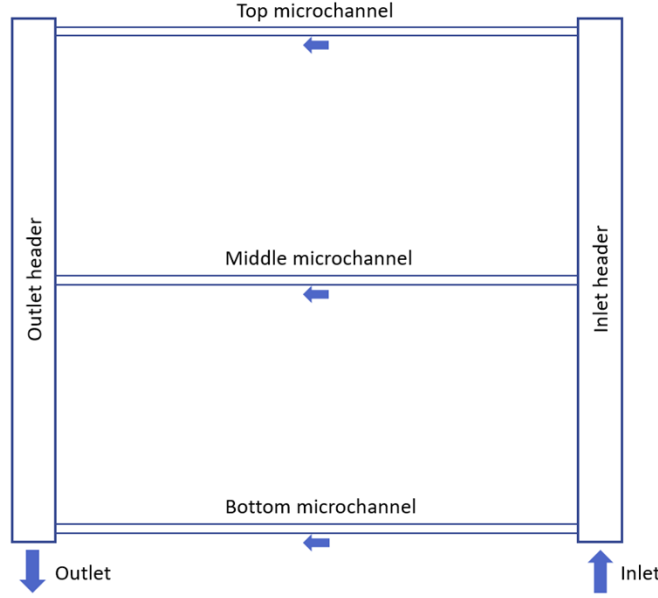 Top microchannel
Outlet header
Middle microchannel
Inlet header
Bottom microchannel
Outlet
Inlet